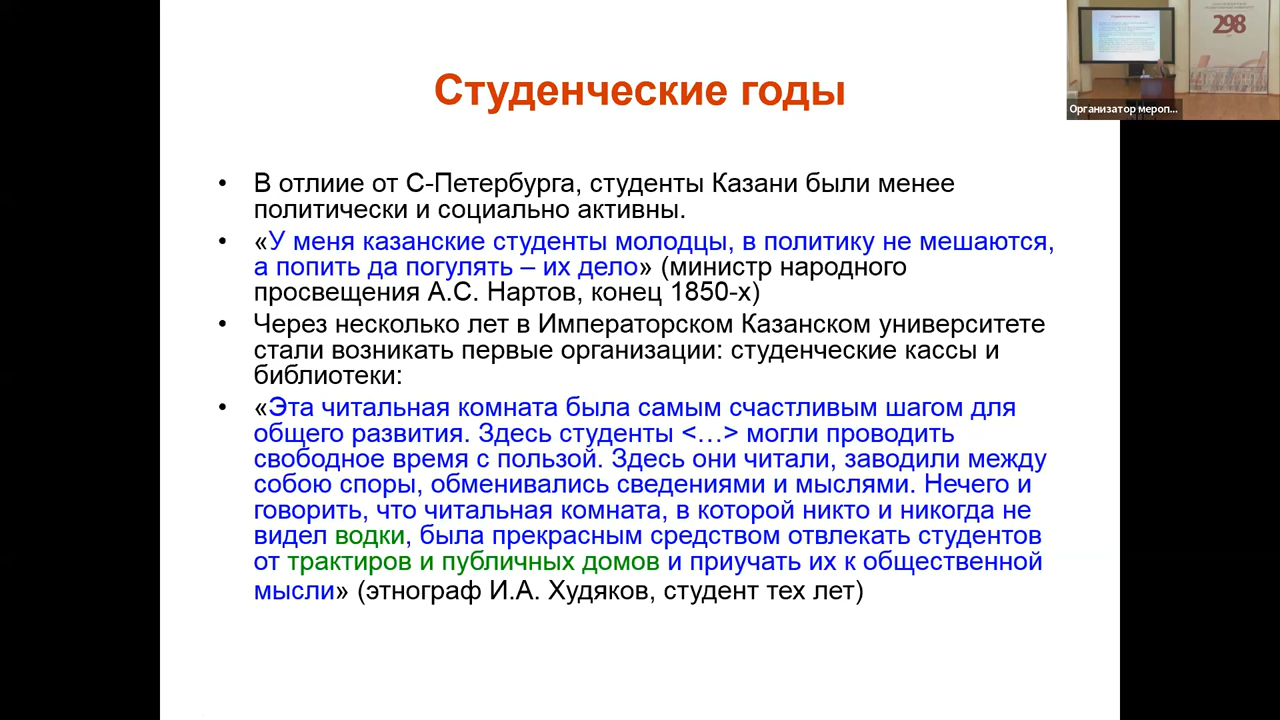 Студенческие годы
• В отлиие от С-Петербурга, студенты Казани были менее
политически и социально активны.
• «У меня казанские студенты молодцы, в политику не мешаются,
а попить да погулять – их дело» (министр народного
просвещения А.С. Нартов, конец 1850-х)
• Через несколько лет в Императорском Казанском университете
стали возникать первые организации: студенческие кассы и
библиотеки:
• «Эта читальная комната была самым счастливым шагом для
общего развития. Здесь студенты <…> могли проводить
свободное время с пользой. Здесь они читали, заводили между
собою споры, обменивались сведениями и мыслями. Нечего и
говорить, что читальная комната, в которой никто и никогда не
видел водки, была прекрасным средством отвлекать студентов
от трактиров и публичных домов и приучать их к общественной
мысли» (этнограф И.А. Худяков, студент тех лет)
298
Организатор мероп...